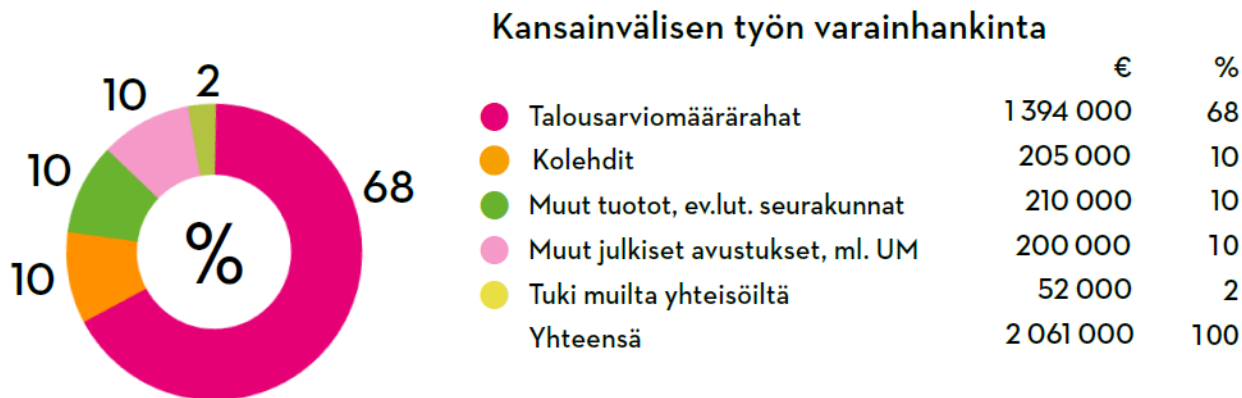 Kansainvälisen työn varainhankinta
€ %
Talousarviomäärärahat 1 394 000 68
Kolehdit 205 000 10
Muut tuotot, ev.lut. seurakunnat 210 000 10
Muut julkiset avustukset, ml. UM 200 000 10
Tuki muilta yhteisöiltä 52 000 2
Yhteensä 2 061 000 100
2
10
10
10
68
%